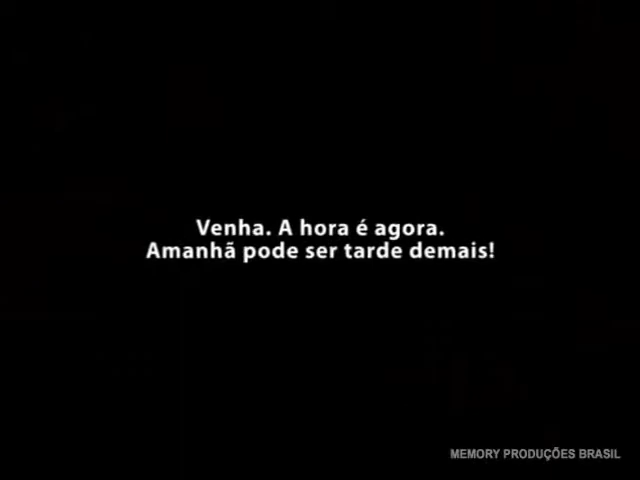 Venha. A hora é agora.
Amanhã pode ser tarde demais!
MEMORY PRODUÇÕES BRASIL